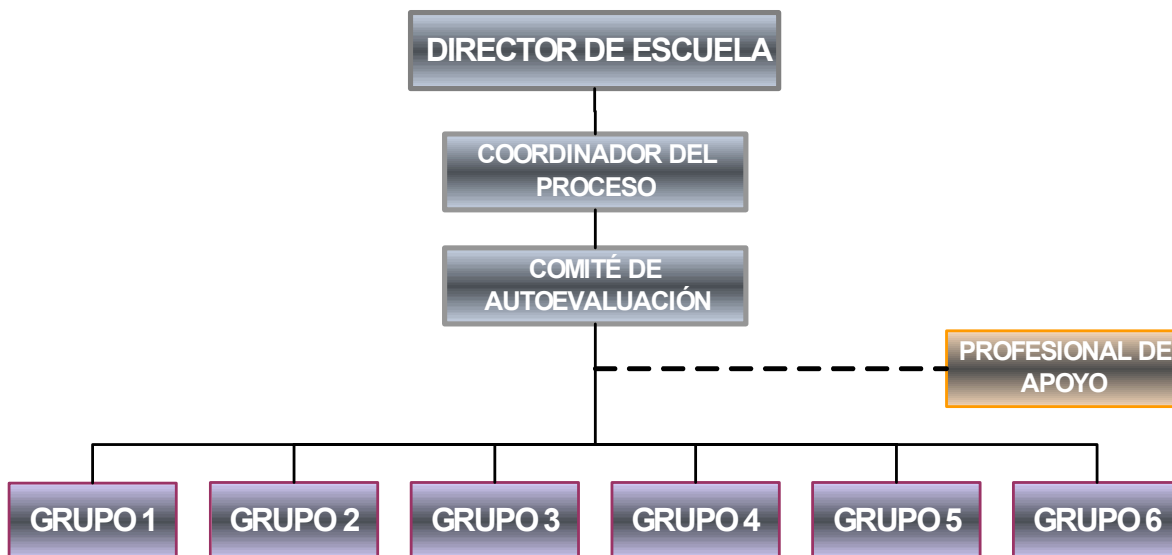 DIRECTOR DE ESCUELA
COORDINADOR DEL
PROCESO
COMITÉ DE
AUTOEVALUACIÓN
PROFESIONAL DE
APOYO
GRUPO 1
GRUPO 2
GRUPO 3
GRUPO 4
GRUPO 5
GRUPO 6